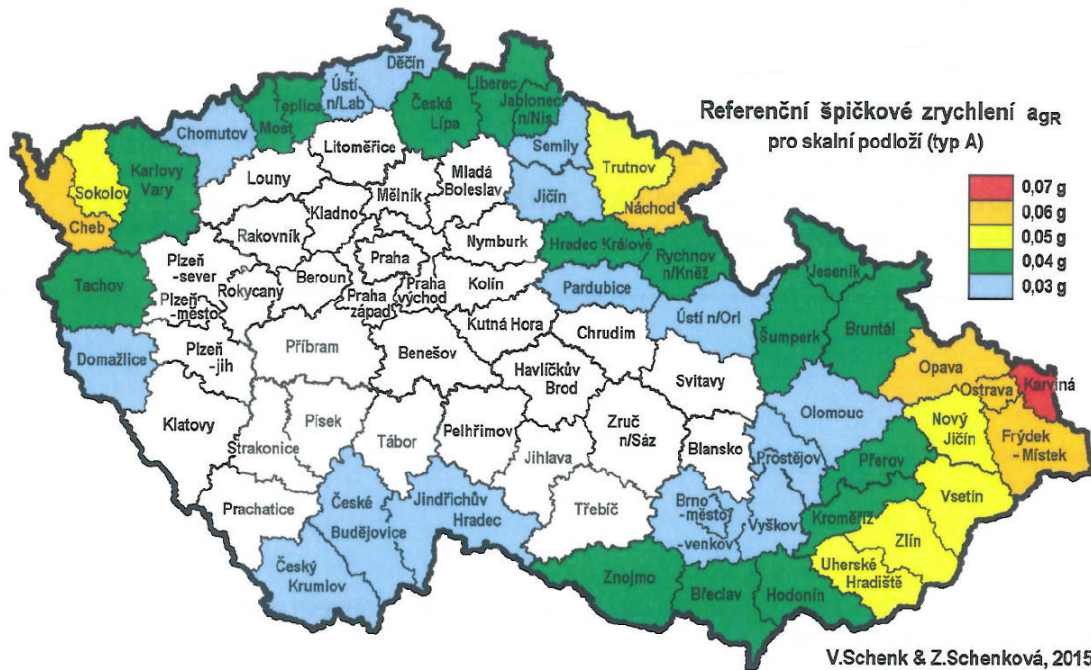 Děčín
Ústí
n/Lab
Liberec
Teplice
Most
Česká
Lípa
Jablonec
n/Nis
Chomutov
Semily
Litoměřice
Trutnov
Karlovy
Vary
Sokolov
Louny
Mladá
Boleslav
Mělník
Jičín
Náchod
Cheb
Kladno
Rakovník
Nymburk
Hradec Králové
Rychnov
n/Kněž
Praha
Plzeň
-sever
Beroun
Rokycany
Praha
východ
Kolín
Tachov
Pardubice
Jeseník
Plzeň
-město
Praha
západ
Ústí n/Orl
Kutná Hora
Chrudim
Šumperk
Bruntál
Domažlice
Plzeň
-jih
Příbram
Benešov
Havlíčkův
Brod
Svitavy
Opava
Ostrava
Karviná
Klatovy
Písek
Strakonice
Tábor
Pelhřimov
Zruč
n/Sáz
Olomouc
Nový
Jičín
Frýdek
- Místek
Jihlava
Blansko
Prostějov
Přerov
Vsetín
Prachatice
České
Budějovice
Jindřichův
Hradec
Třebíč
Brno
-město
-venkov
Vyškov
Kroměříž
Zlín
Český
Krumlov
Uherské
Hradiště
Znojmo
Břeclav
Hodonín
Referenční špičkové zrychlení agR
pro skalní podloží (typ A)
0,07 g
0,06 g
0,05 g
0,04 g
0,03 g
V.Schenk & Z.Schenková, 2015